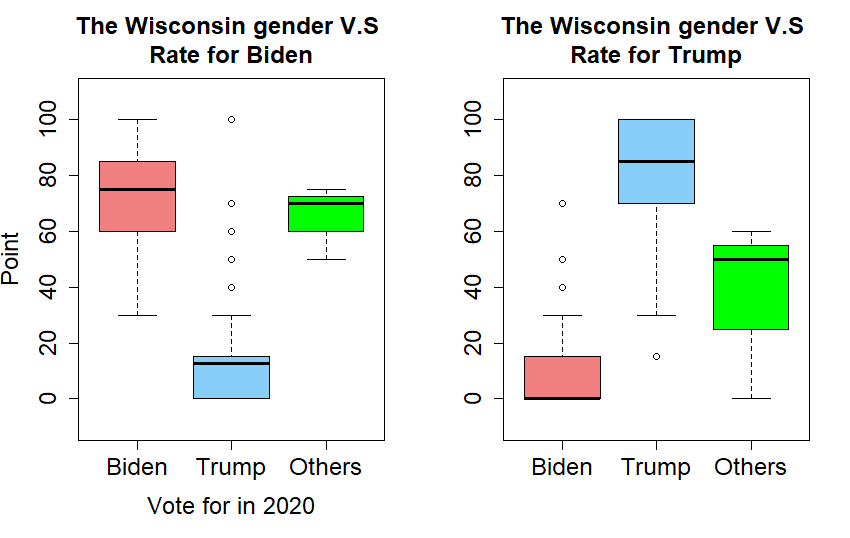 The Wisconsin gender V.S
Rate for Biden
Point
100
80
60
40
20
0
Biden Trump Others
Vote for in 2020
The Wisconsin gender V.S
Rate for Trump
100
80
60
40
20
0
Biden Trump Others